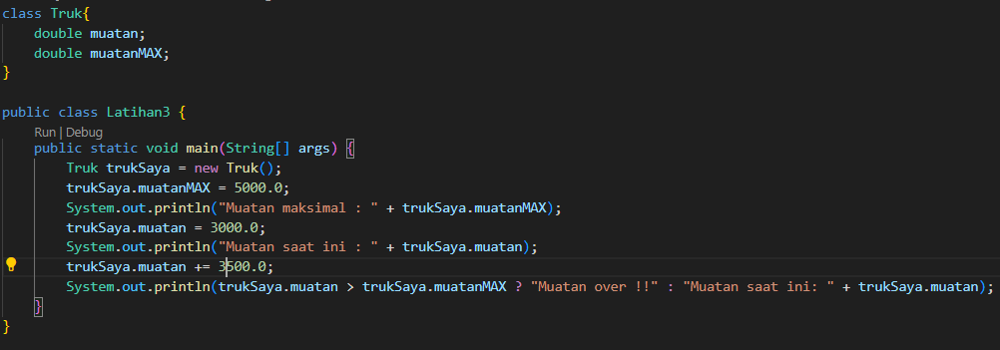 class Truk{
    double muatan;
    double muatanMAX;
}
public class Latihan3 {
    Run | Debug
    public static void main(String[] args) {
        Truk trukSaya = new Truk();
        trukSaya.muatanMAX = 5000.0;
        System.out.println("Muatan maksimal : " + trukSaya.muatanMAX);
        trukSaya.muatan = 3000.0;
        System.out.println("Muatan saat ini : " + trukSaya.muatan);
        trukSaya.muatan += 3500.0;
        System.out.println(trukSaya.muatan > trukSaya.muatanMAX ? "Muatan over !!" : "Muatan saat ini: " + trukSaya.muatan);
    }
}